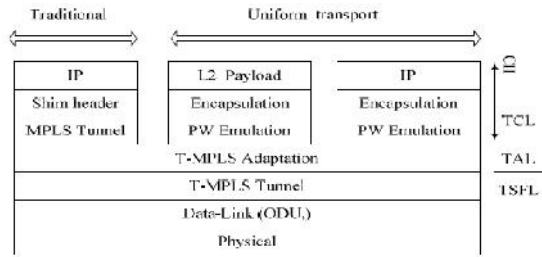 Traditional Uniform transport
IP L2 Payload IP CII
Shim header Encapsulation Encapsulation
MPLS Tunnel PW Emulation PW Emulation TCL
T-MPLS Adaptation TAL
T-MPLS Tunnel TSFL
Data-Link (ODU,)
Physical